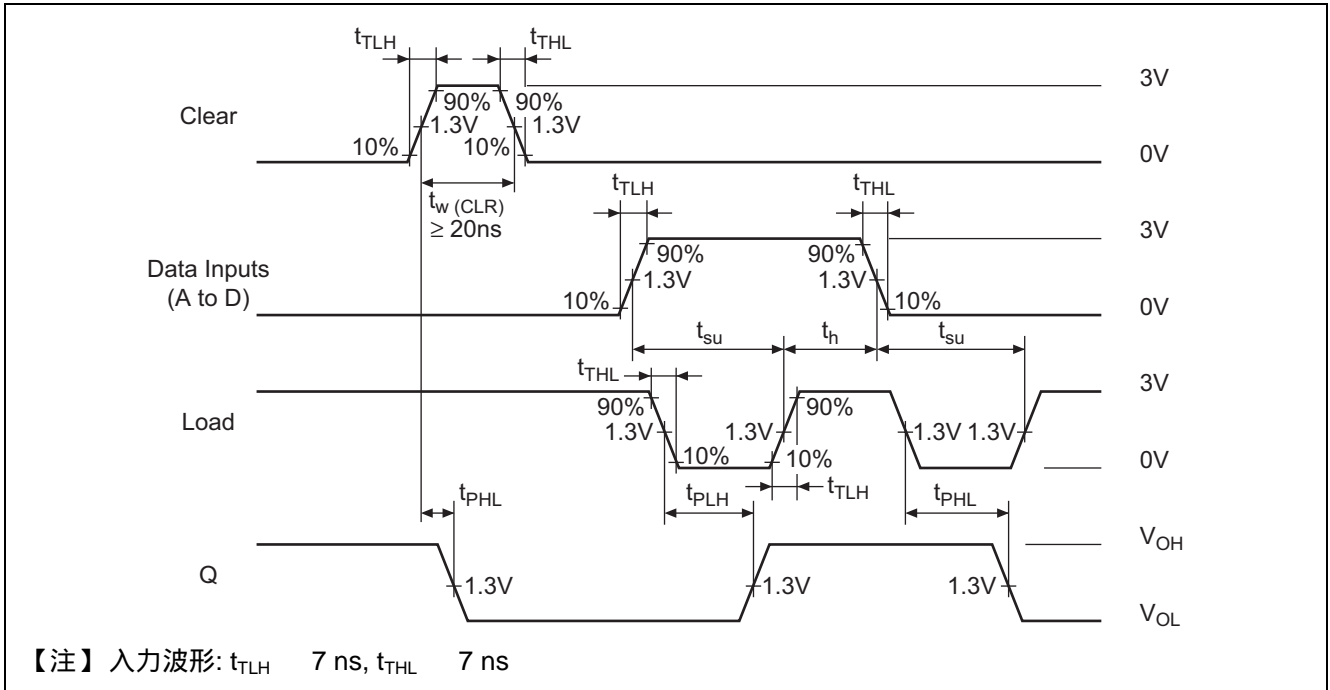 tTLH tTHL
3V
Clear
90% 90%
1.3V 1.3V
10% 10%
0V
tw (CLR)
≥ 20ns
tTLH tTHL
3V
Data Inputs
(A to D)
90% 90%
1.3V 1.3V
10% 10%
0V
tsu th tsu
tTHL
3V
Load
90% 90%
1.3V 1.3V 1.3V 1.3V
10% 10%
0V
tPHL tPLH tTLH tPHL
VOH
Q
1.3V 1.3V 1.3V
VOL
【注】入力波形: tTLH 7 ns, tTHL 7 ns